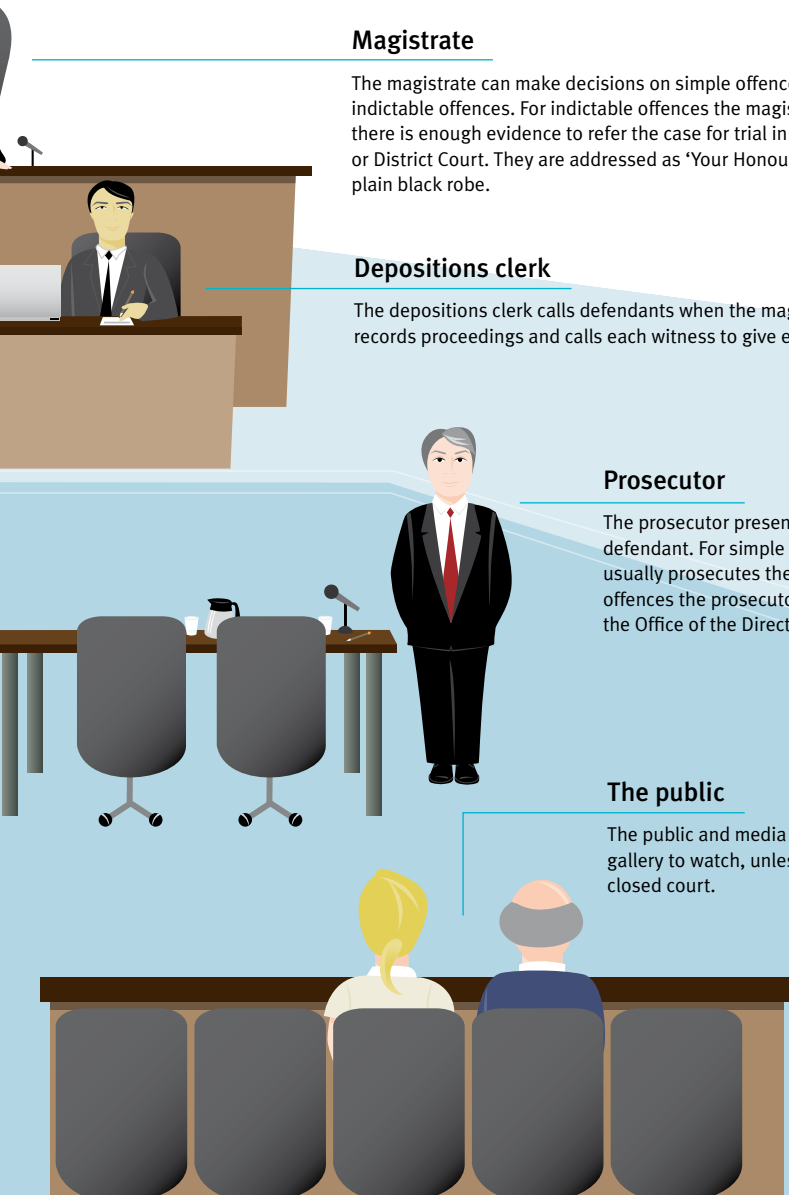 Magistrate
The magistrate can make decisions on simple offenc
indictable offences. For indictable offences the magis
there is enough evidence to refer the case for trial in
or District Court. They are addressed as ‘Your Honou
plain black robe.
Depositions clerk
The depositions clerk calls defendants when the mag
records proceedings and calls each witness to give e
Prosecutor
The prosecutor presen
defendant. For simple
usually prosecutes the
offences the prosecuto
the Office of the Direct
The public
The public and media
gallery to watch, unles
closed court.